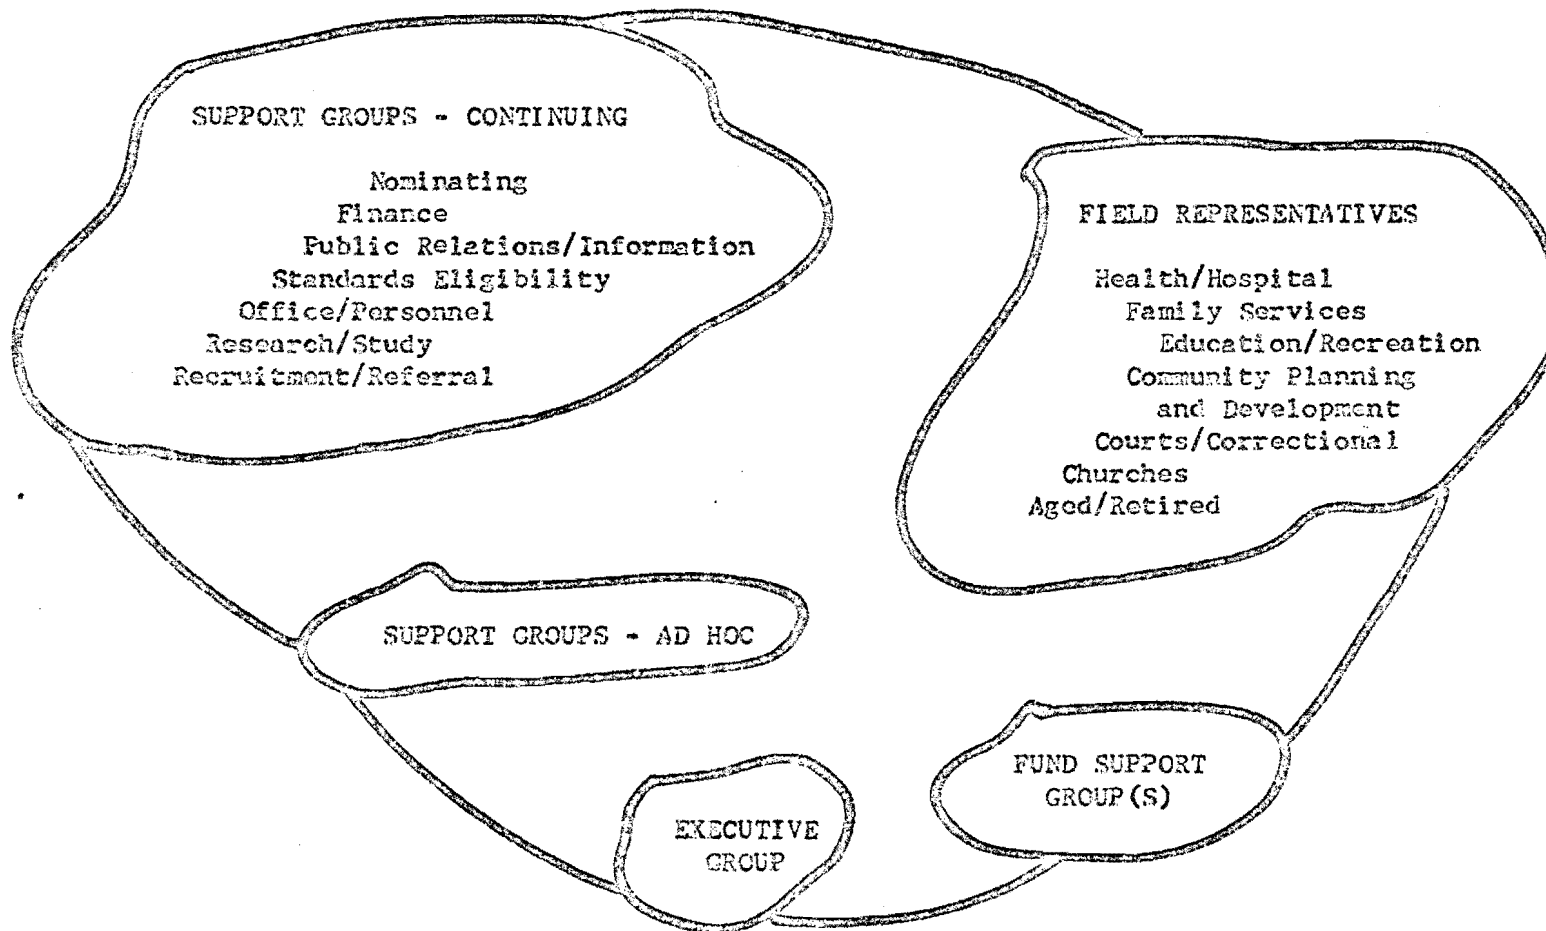 SUPPORT GROUPS - CONTINUING
Nominating
Finance
Public Relations/Information
Standards Eligibility
Office/Personnel
Research/Study
Recruitment/Referral
FIELD REPRESENTATIVES
Health/Hospital
Family Services
Education/Recreation
Community Planning
and Development
Courts/Correctional
Churches
Aged/Retired
SUPPORT GROUPS - AD HOC
FUND SUPPORT
GROUP(S)
EXECUTIVE
GROUP